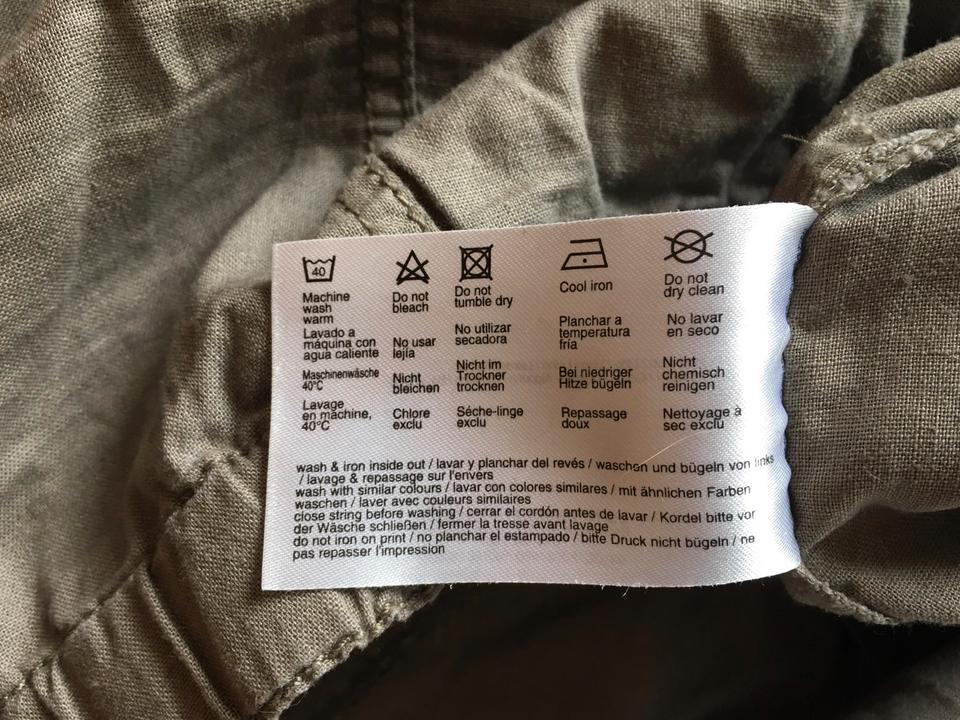 40
Machine
wash
warm
Lavado a
máquina con
agua caliente
Maschinenwäsche
40°C
Lavage
en machine,
40°C
Do not
bleach
No usar
lejía
Nicht
bleichen
Chlore
exclu
Do not
tumble dry
No utilizar
secadora
Nicht im
Trockner
trocknen
Séche-linge
exclu
Cool iron
Planchar a
temperatura
fria
Bei niedriger
Hitze bügeln
Repassage
doux
Do not
dry clean
No lavar
en seco
Nicht
chemisch
reinigen
Nettoyage à
sec exclu
wash & iron inside out / lavar y planchar del revés / waschen und bügeln von links
/ lavage & repassage sur l'envers
wash with similar colours / lavar con colores similares / mit ähnlichen Farben
waschen / laver avec couleurs similaires
close string before washing / cerrar el cordón antes de lavar / Kordel bitte vor
der Wäsche schließen / fermer la tresse avant lavage
do not iron on print / no planchar el estampado / bitte Druck nicht bügeln / ne
pas repasser l'impression